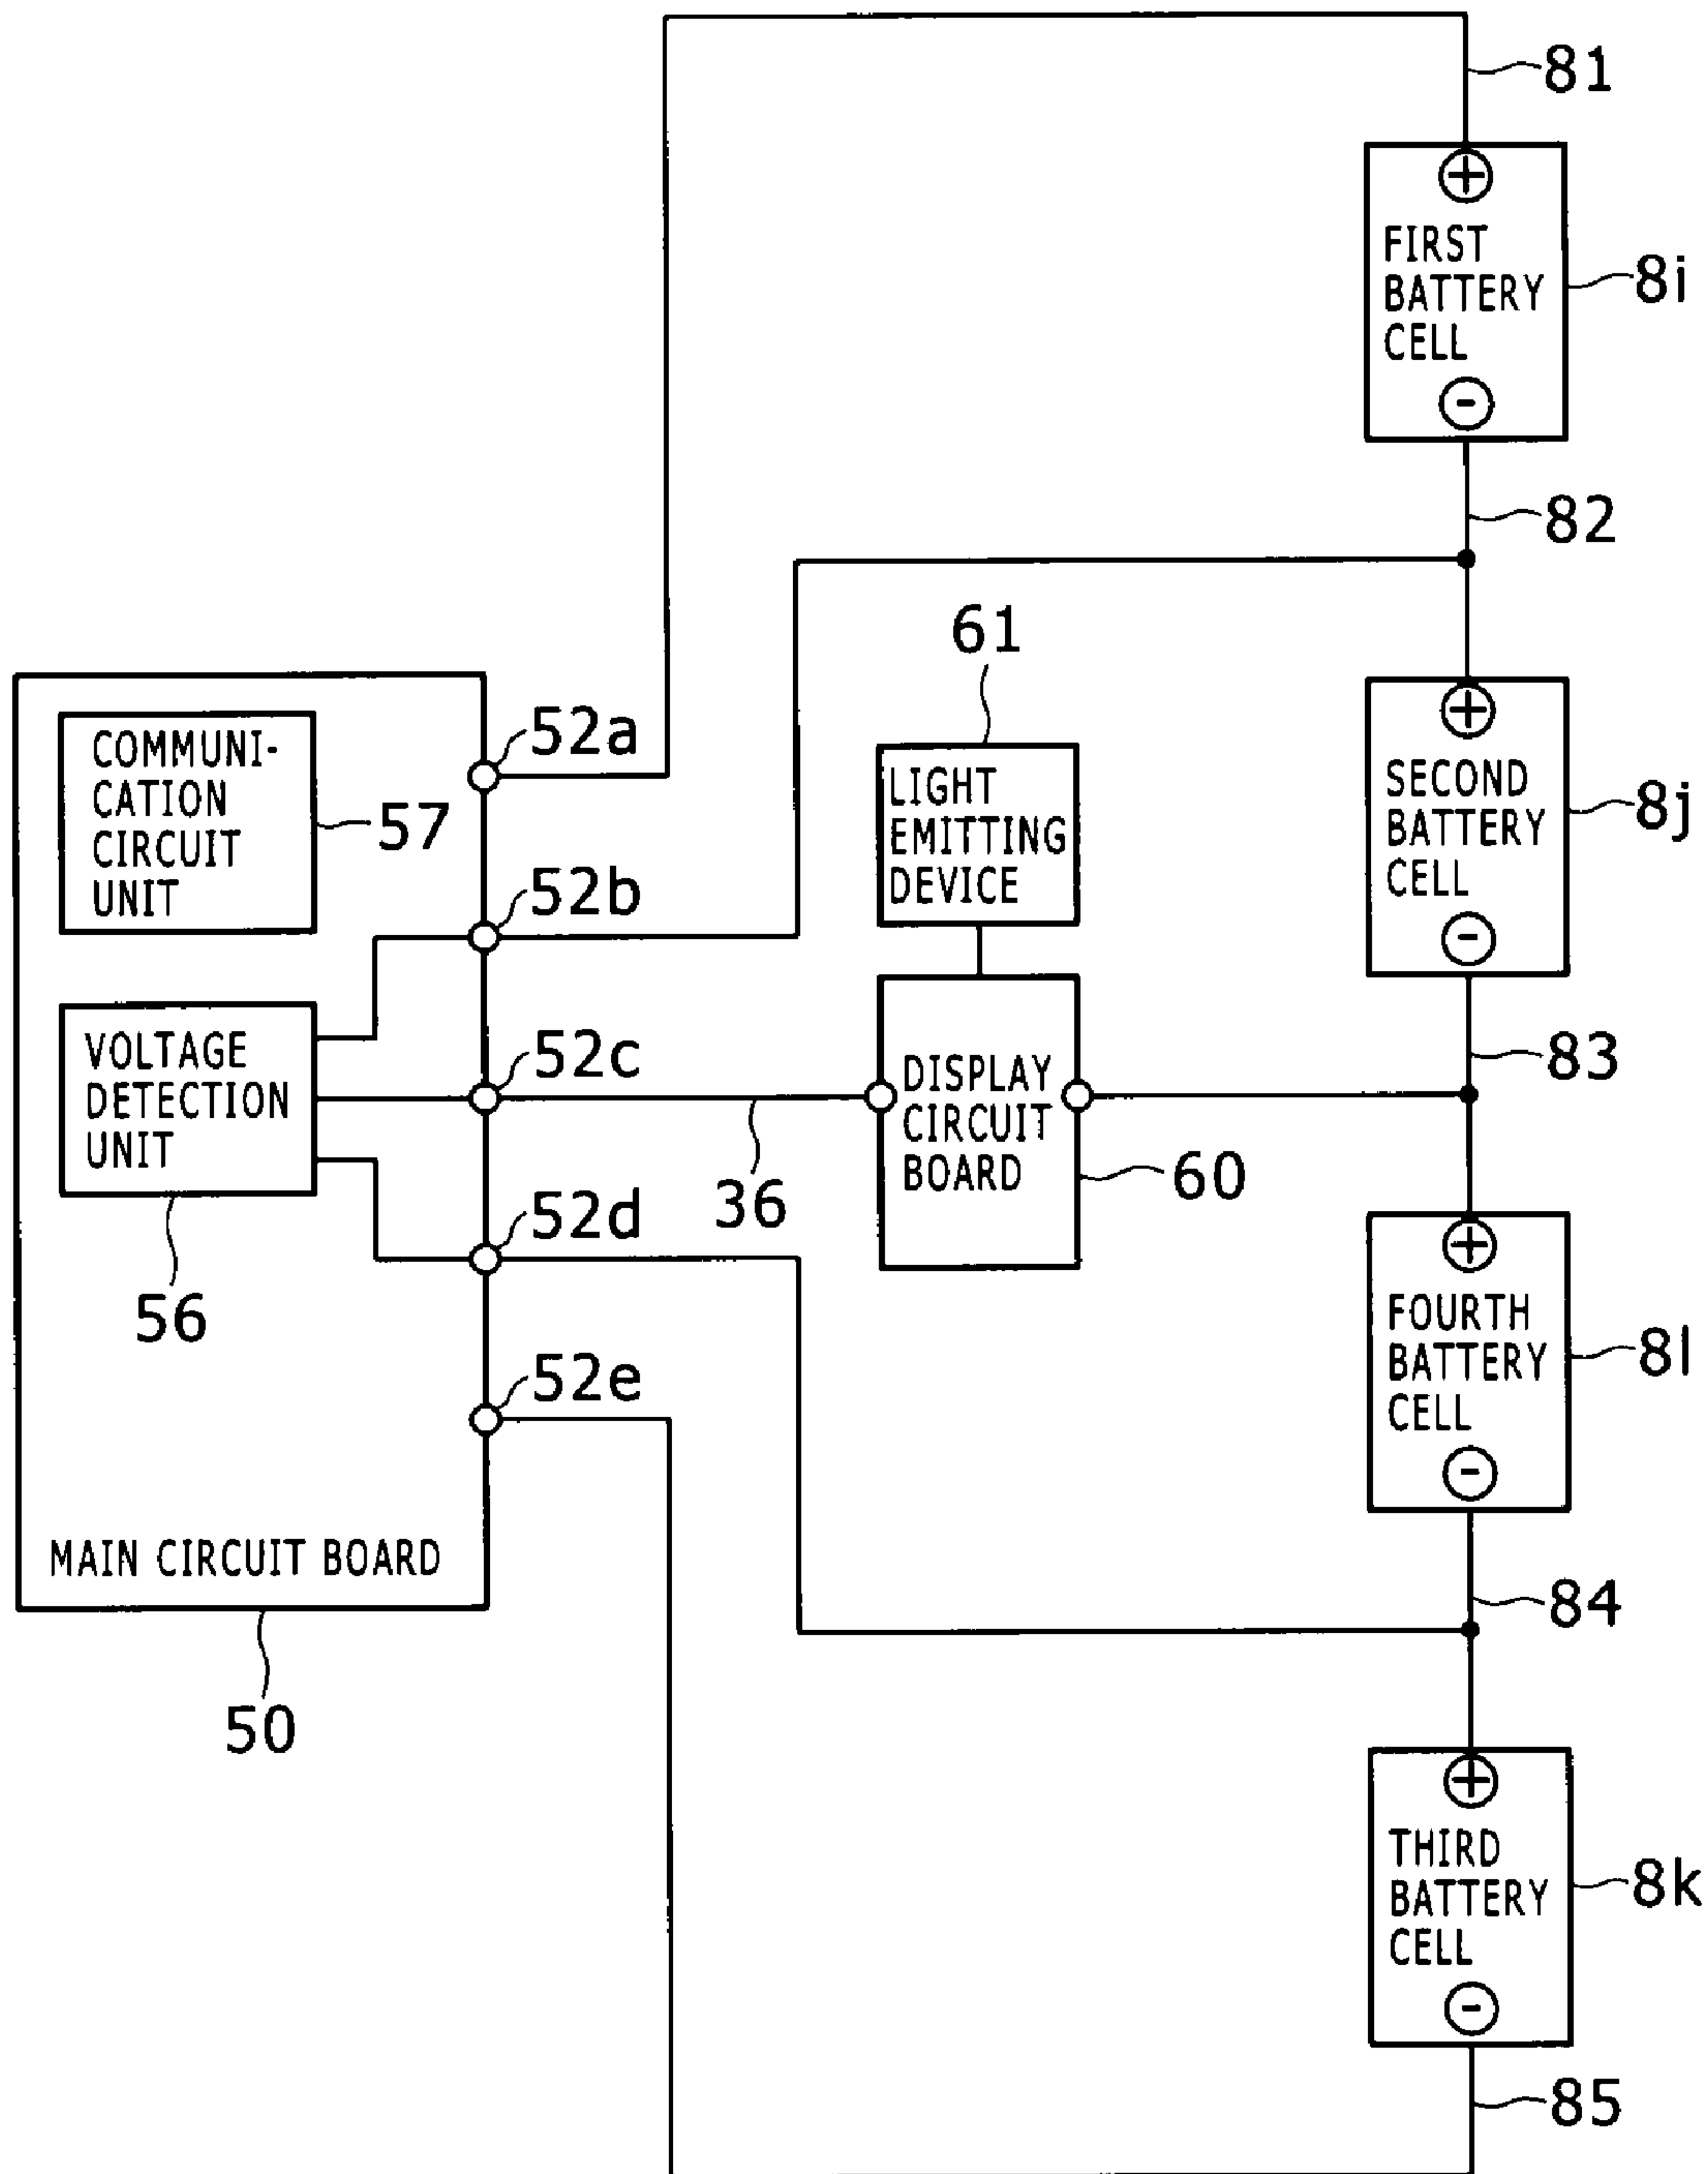 81
+
FIRST
BATTERY
CELL
-
8i
82
61
LIGHT
EMITTING
DEVICE
+
SECOND
BATTERY
CELL
-
8j
COMMUNI-
CATION
CIRCUIT
UNIT
57
52a
52b
VOLTAGE
DETECTION
UNIT
56
52c
36
DISPLAY
CIRCUIT
BOARD
60
83
52d
52e
+
FOURTH
BATTERY
CELL
-
8l
MAIN CIRCUIT BOARD
50
84
+
THIRD
BATTERY
CELL
-
8k
85